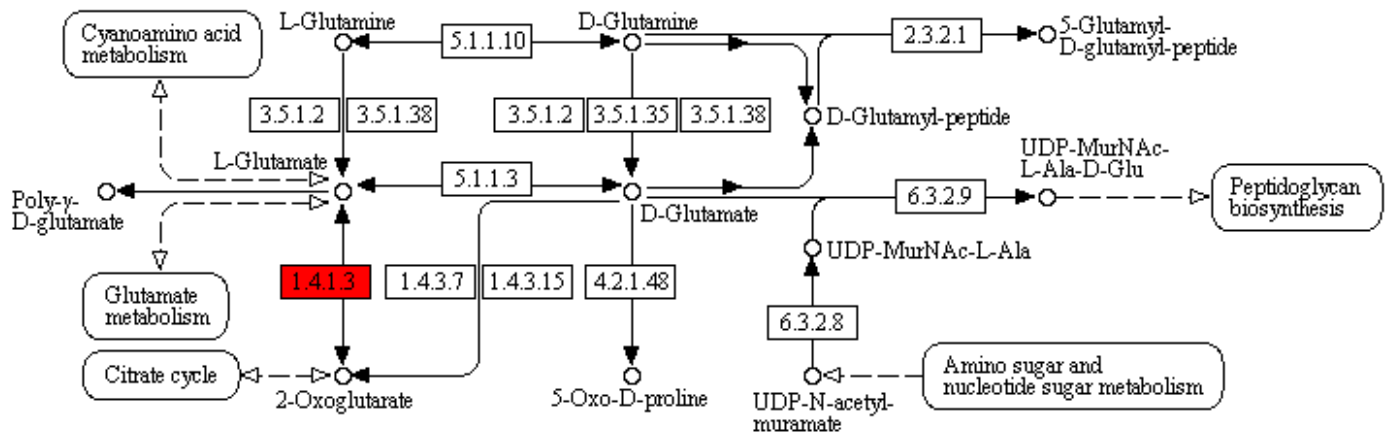 Cyanoamino acid
metabolism
L-Glutamine
5.1.1.10
D-Glutamine
2.3.2.1
5-Glutamyl-
D-glutamyl-peptide
3.5.1.2
3.5.1.38
3.5.1.2
3.5.1.35
3.5.1.38
D-Glutamyl-peptide
L-Glutamate
5.1.1.3
D-Glutamate
6.3.2.9
UDP-MurNAc-
L-Ala-D-Glu
Peptidoglycan
biosynthesis
Poly-γ-
D-glutamate
UDP-MurNAc-L-Ala
Glutamate
metabolism
1.4.1.3
1.4.3.7
1.4.3.15
4.2.1.48
6.3.2.8
Citrate cycle
2-Oxoglutarate
5-Oxo-D-proline
UDP-N-acetyl-
muramate
Amino sugar and
nucleotide sugar metabolism